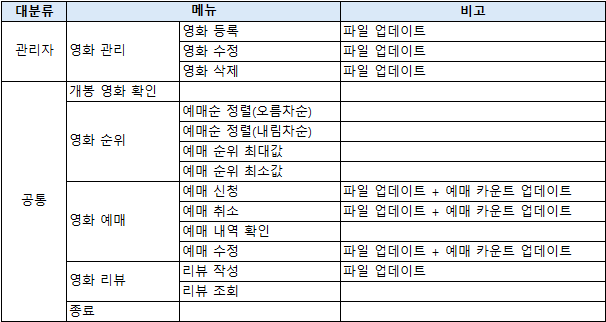 대분류 메뉴 비고
영화 등록 파일 업데이트
관리자 영화 관리 영화 수정 파일 업데이트
영화 삭제 파일 업데이트
개봉 영화 확인
예매순 정렬(오름차순)
영화 순위 예매순 정렬(내림차순)
예매 순위 최대값
예매 순위 최소값
공통 예매 신청 파일 업데이트 + 예매 카운트 업데이트
영화 예매 예매 취소 파일 업데이트 + 예매 카운트 업데이트
예매 내역 확인
예매 수정 파일 업데이트 + 예매 카운트 업데이트
영화 리뷰 리뷰 작성 파일 업데이트
리뷰 조회
종료